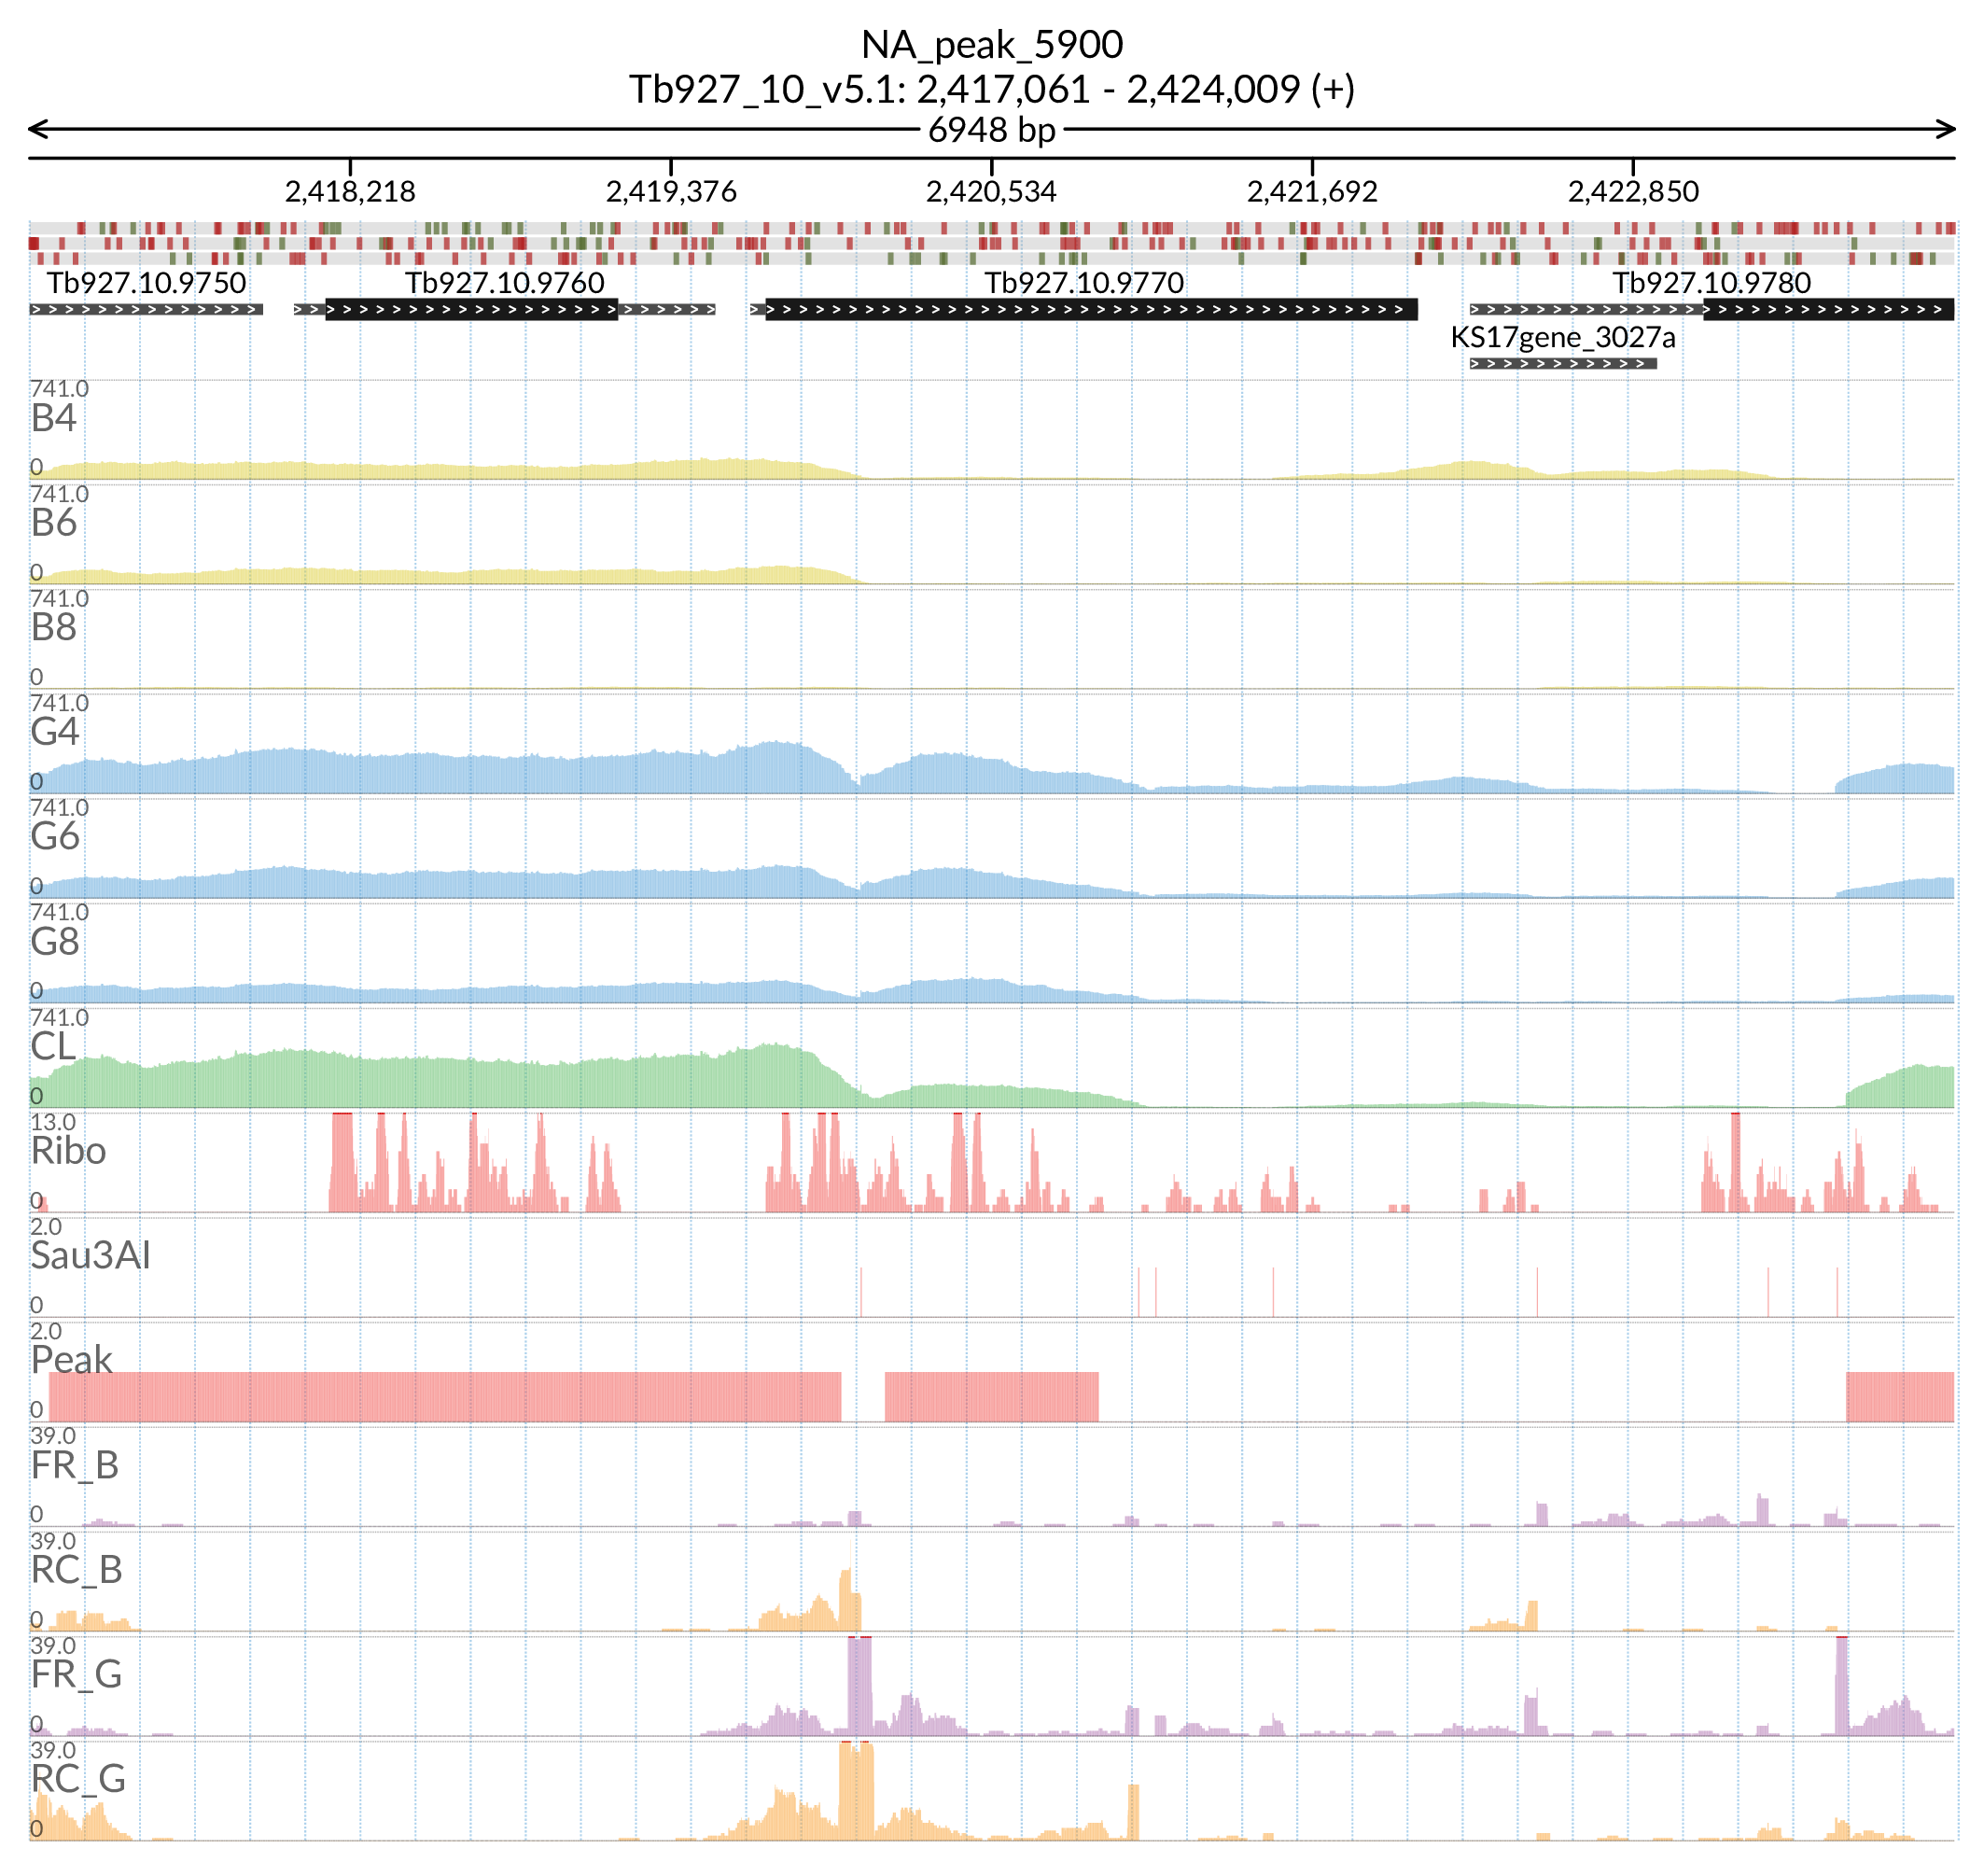 NA_peak_5900
Tb927_10_v5.1: 2,417,061 - 2,424,009 (+)
6948 bp
2,418,218 2,419,376 2,420,534 2,421,692 2,422,850
Tb927.10.9750 Tb927.10.9760 Tb927.10.9770 Tb927.10.9780
KS17gene_3027a
741.0
B4
0
741.0
B6
0
741.0
B8
0
741.0
G4
0
741.0
G6
0
741.0
G8
0
741.0
CL
0
13.0
Ribo
0
2.0
Sau3AI
0
2.0
Peak
0
39.0
FR_B
0
39.0
RC_B
0
39.0
FR_G
0
39.0
RC_G
0